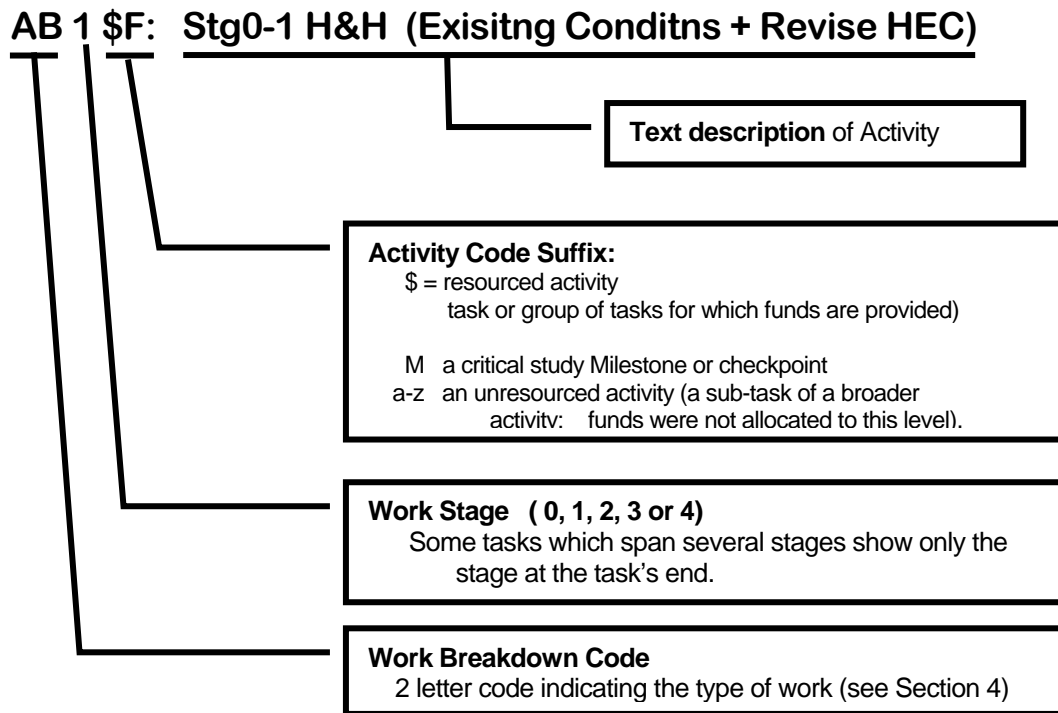 AB 1 $F: Stg0-1 H&H (Exisitng Conditns + Revise HEC)
Text description of Activity
Activity Code Suffix:
$ = resourced activity
task or group of tasks for which funds are provided)
M a critical study Milestone or checkpoint
a-z an unresourced activity (a sub-task of a broader
activity: funds were not allocated to this level).
Work Stage ( 0, 1, 2, 3 or 4)
Some tasks which span several stages show only the
stage at the task's end.
Work Breakdown Code
2 letter code indicating the type of work (see Section 4)